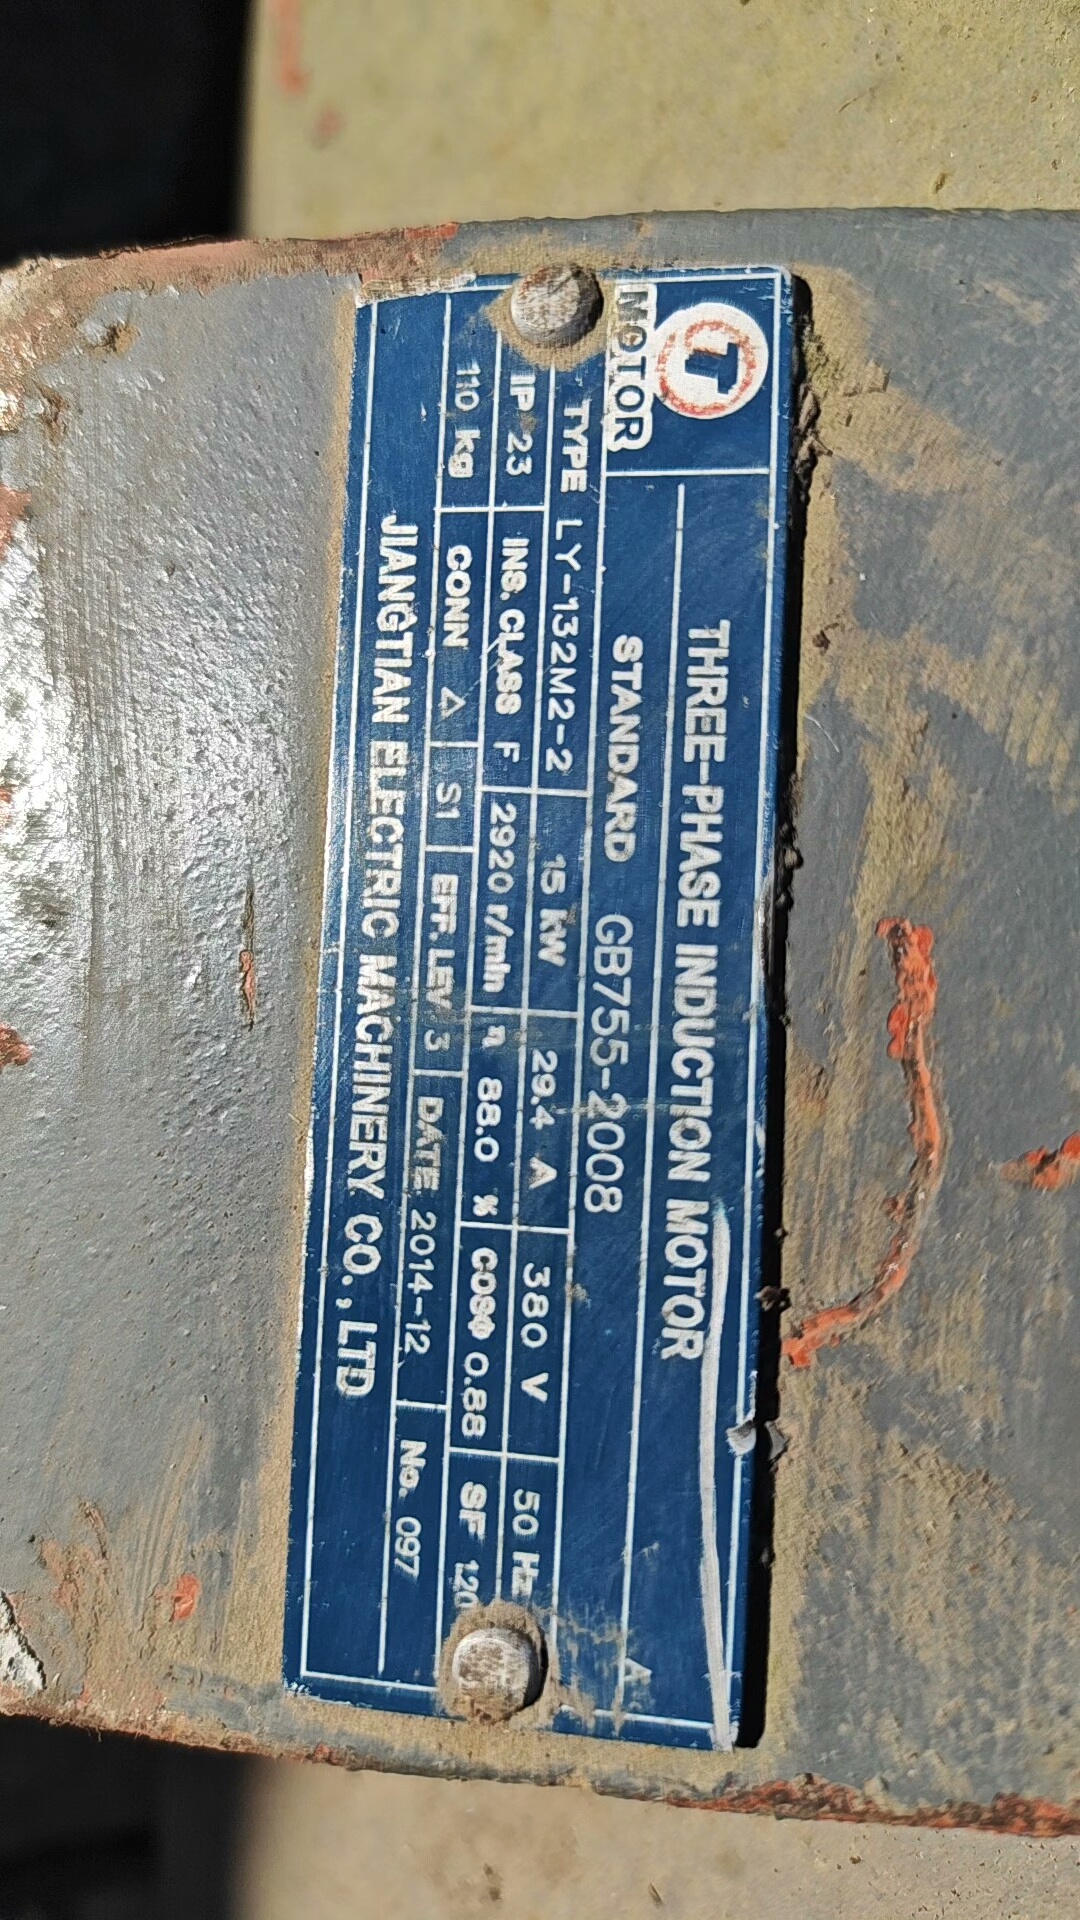 T
MOTOR
THREE-PHASE INDUCTION MOTOR
STANDARD GB755-2008
TYPE LY-132M2-2 15 kW 29.4 A 380 V 50 Hz
IP 23 INS. CLASS F 2920 r/min η 88.0 % COSΦ 0.88 SF 1.20
110 kg CONN △ S1 EFF. LEV 3 DATE 2014-12 No. 097
JIANGTIAN ELECTRIC MACHINERY CO., LTD